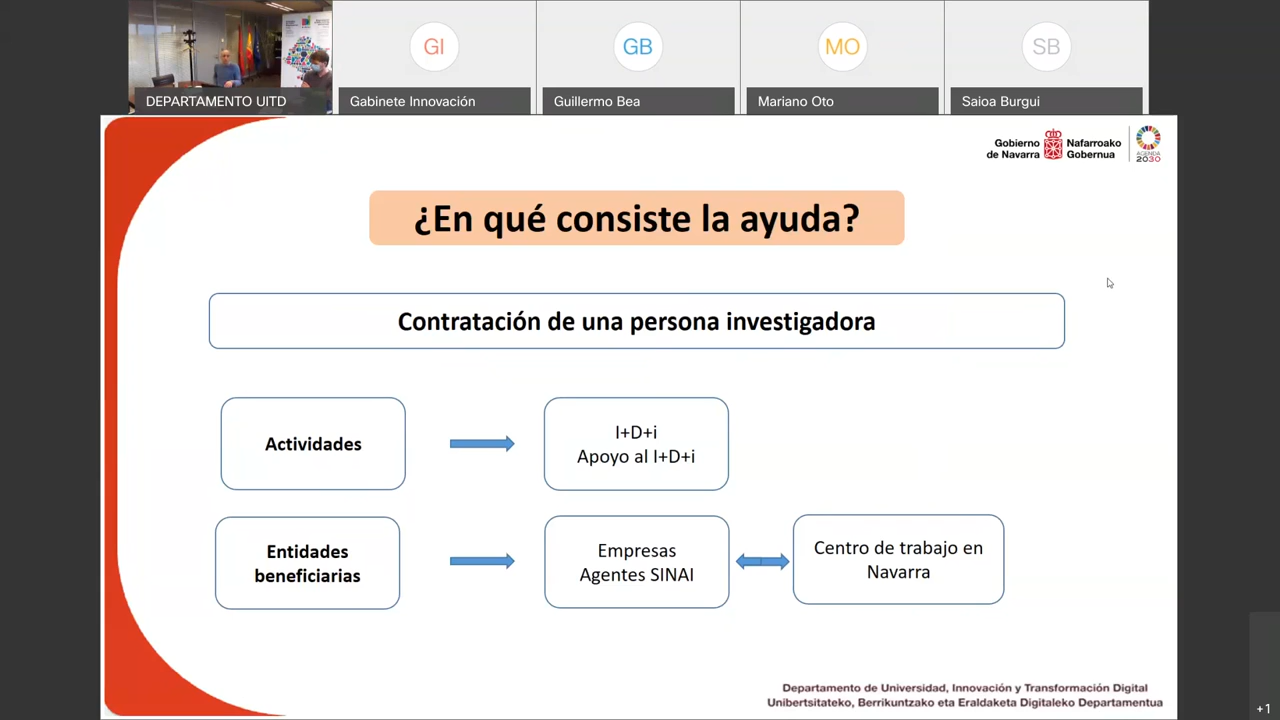 GI
GB
MO
SB
DEPARTAMENTO UITD
Gabinete Innovación
Guillermo Bea
Mariano Oto
Saioa Burgui
Gobierno de Navarra
Nafarroako Gobernua
AGENDA 2030
¿En qué consiste la ayuda?
Contratación de una persona investigadora
Actividades
I+D+i
Apoyo al I+D+i
Entidades
beneficiarias
Empresas
Agentes SINAI
Centro de trabajo en
Navarra
Departamento de Universidad, Innovación y Transformación Digital
Unibertsitateko, Berrikuntzako eta Eraldaketa Digitaleko Departamentua
+1